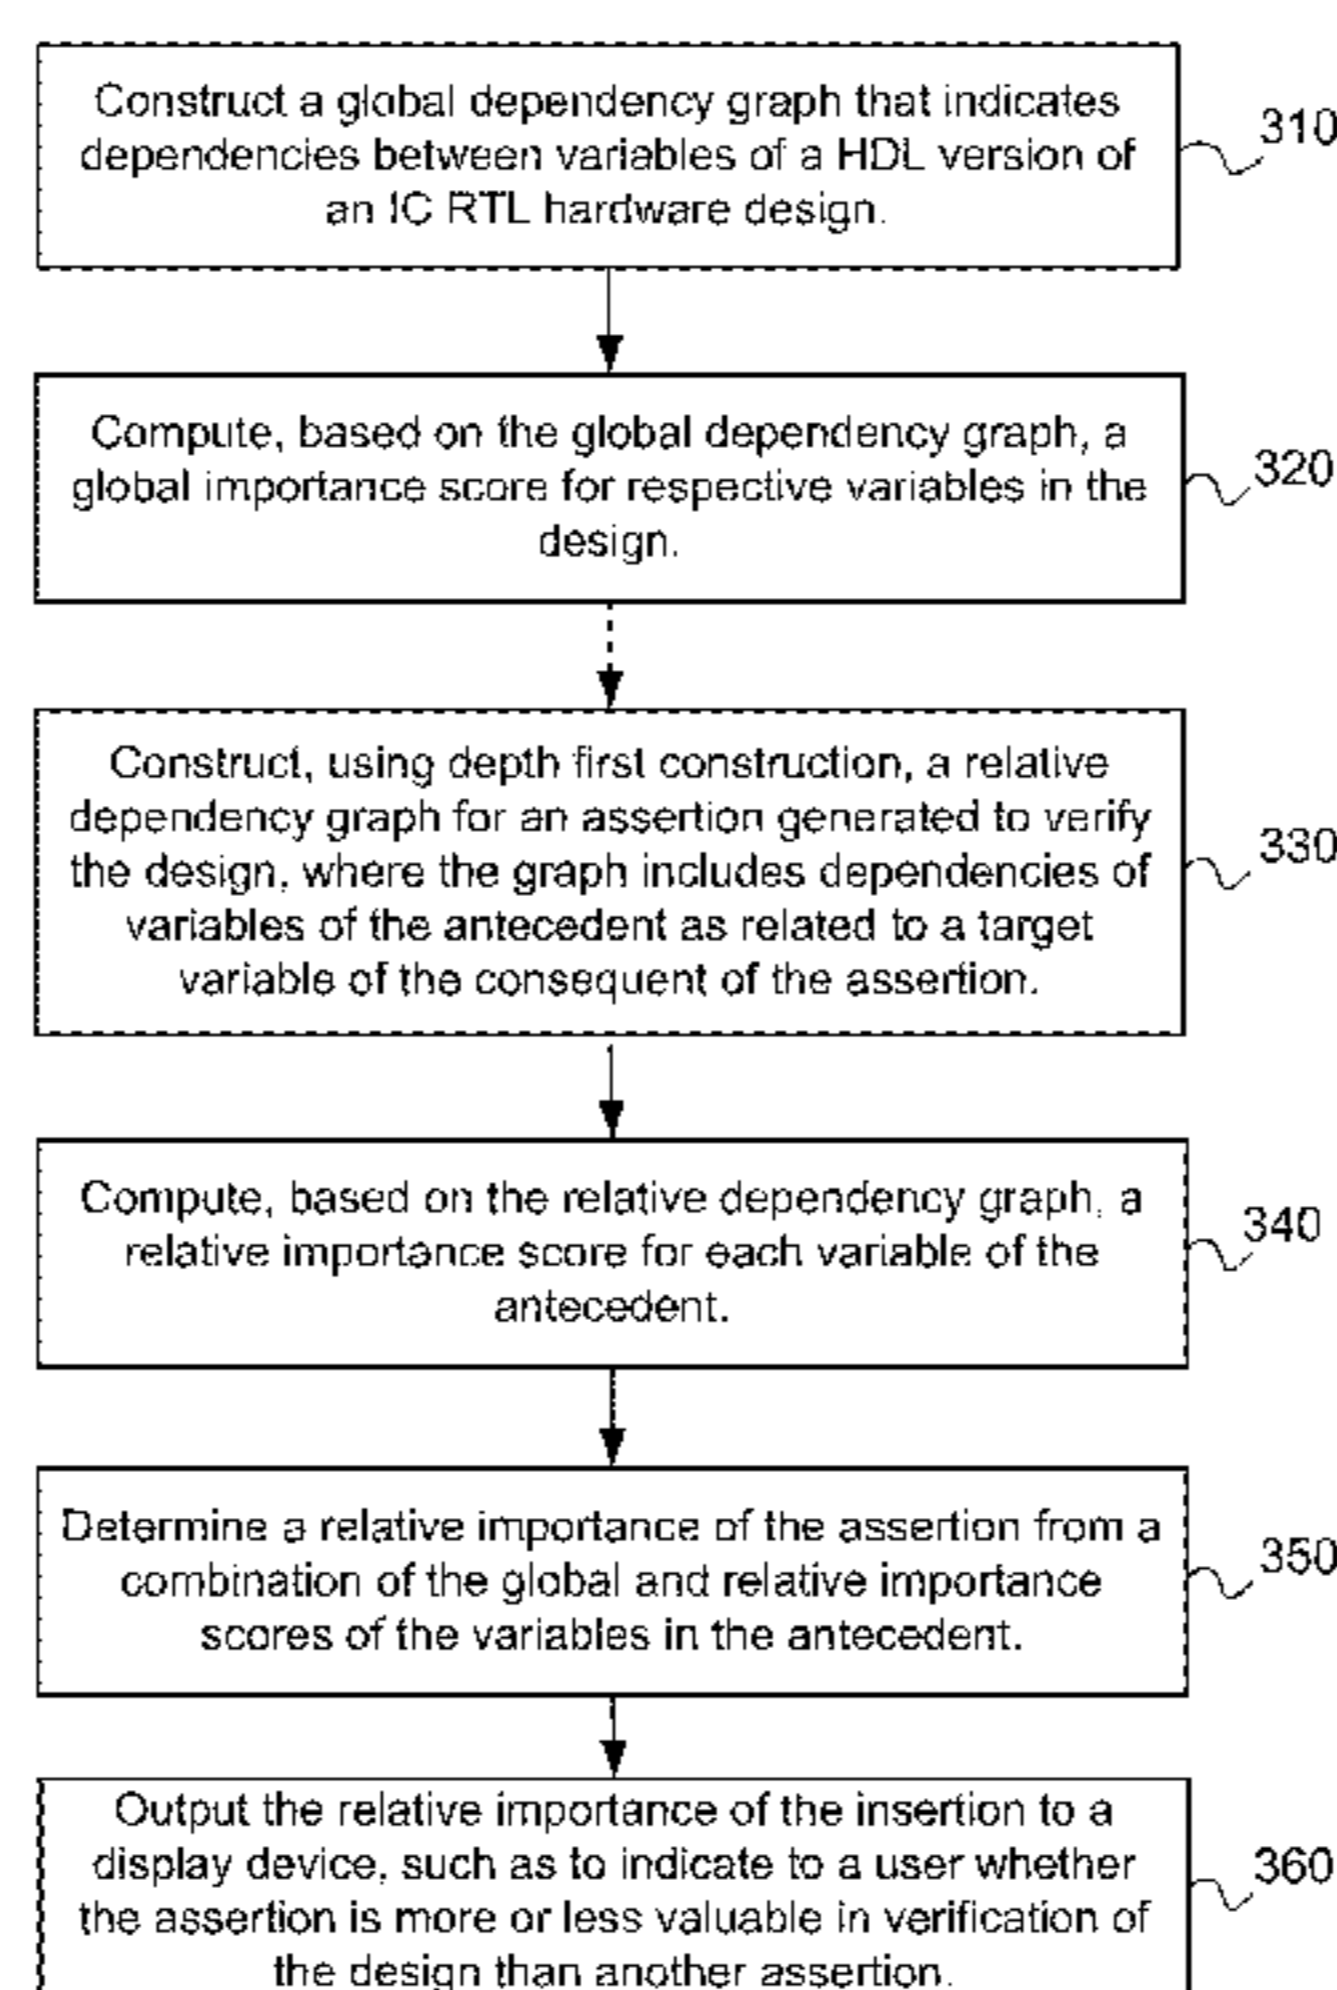 Construct a global dependency graph that indicates
dependencies between variables of a HDL version of
an IC RTL hardware design.
310
Compute, based on the global dependency graph, a
global importance score for respective variables in the
design.
320
Construct, using depth first construction, a relative
dependency graph for an assertion generated to verify
the design, where the graph includes dependencies of
variables of the antecedent as related to a target
variable of the consequent of the assertion.
330
Compute, based on the relative dependency graph, a
relative importance score for each variable of the
antecedent.
340
Determine a relative importance of the assertion from a
combination of the global and relative importance
scores of the variables in the antecedent.
350
Output the relative importance of the insertion to a
display device, such as to indicate to a user whether
the assertion is more or less valuable in verification of
the design than another assertion.
360